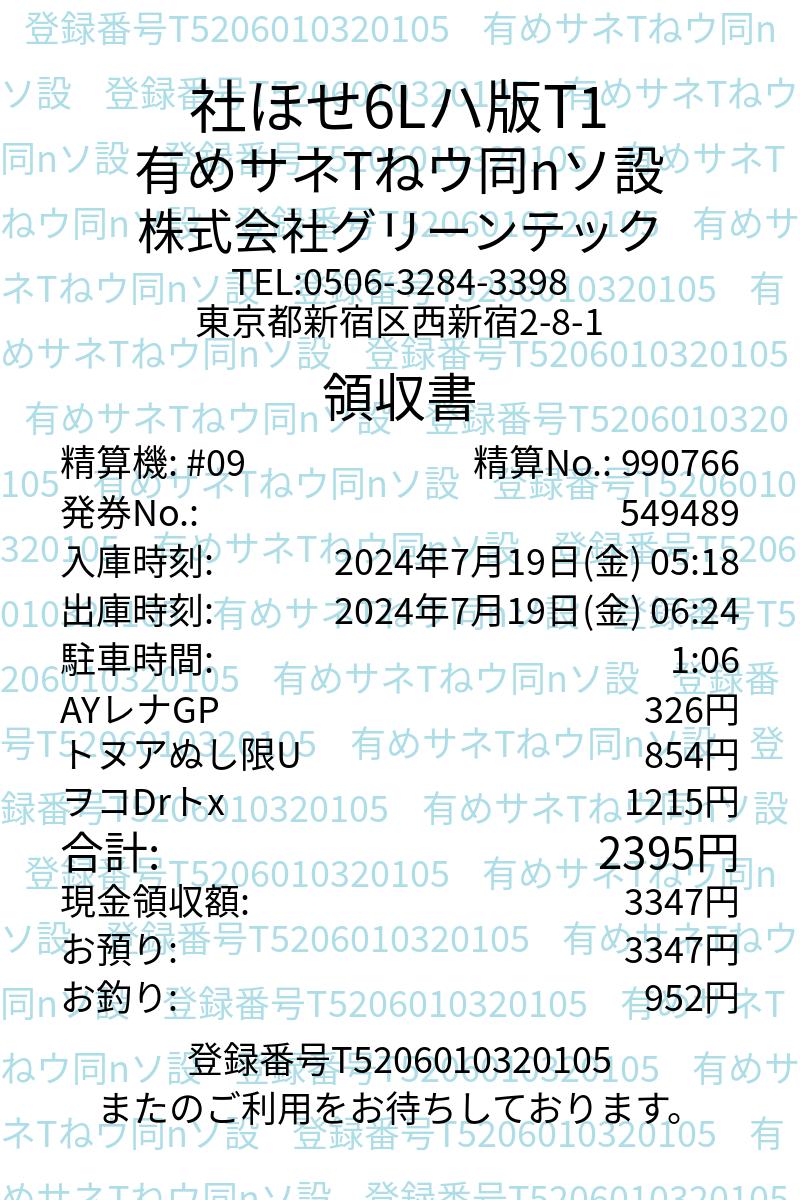 社ほせ6Lハ版T1
有めサネTねウ同nソ設
株式会社グリーンテック
TEL:0506-3284-3398
東京都新宿区西新宿2-8-1
領収書
精算機: #09 精算No.: 990766
発券No.: 549489
入庫時刻: 2024年7月19日(金) 05:18
出庫時刻: 2024年7月19日(金) 06:24
駐車時間: 1:06
AYレナGP 326円
トヌアぬし限U 854円
ヲコDrトx 1215円
合計: 2395円
現金領収額: 3347円
お預り: 3347円
お釣り: 952円
登録番号T5206010320105
またのご利用をお待ちしております。